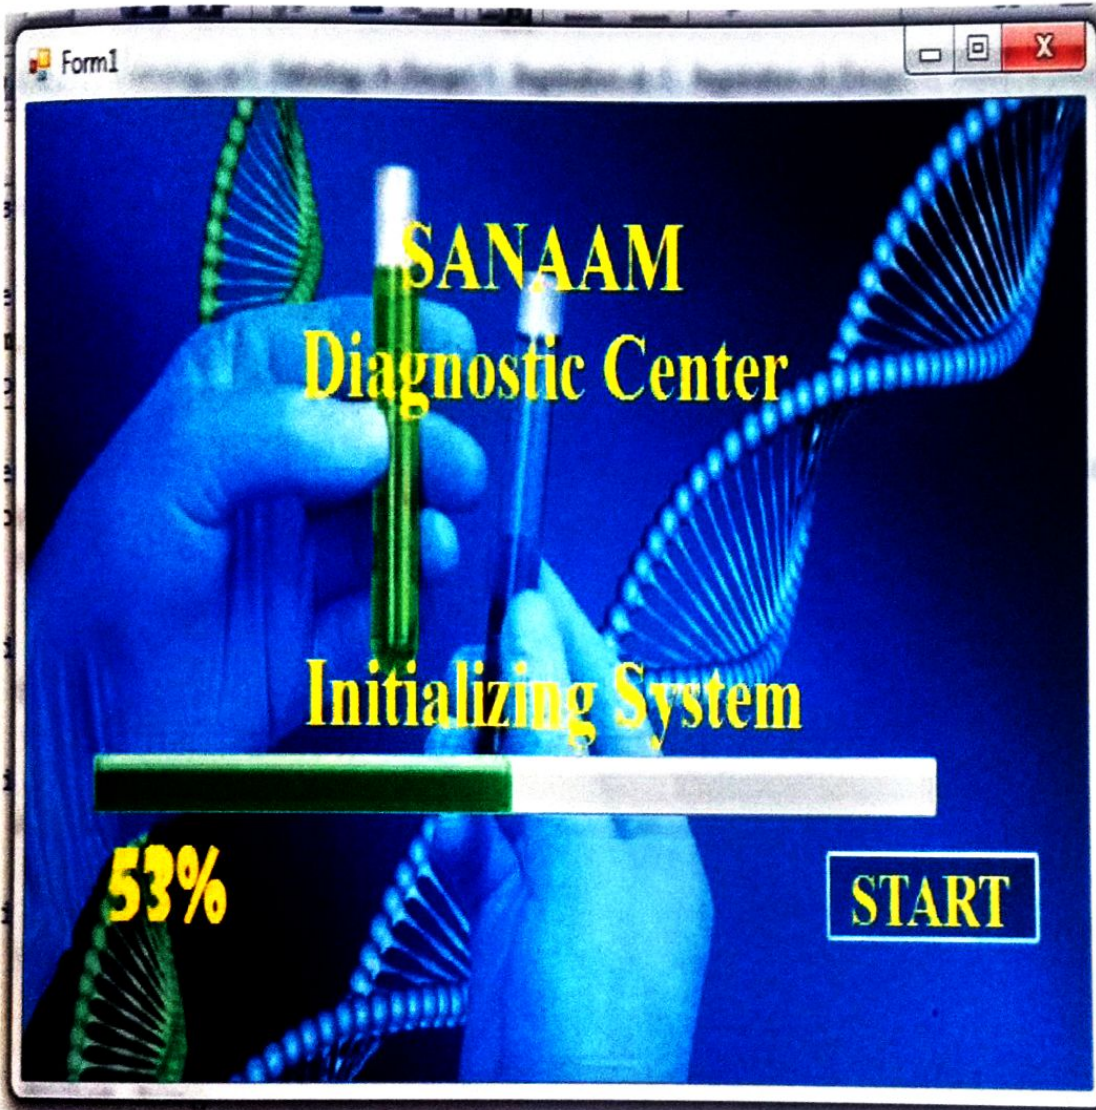 Form1
SANAAM
Diagnostic Center
Initializing System
53%
START